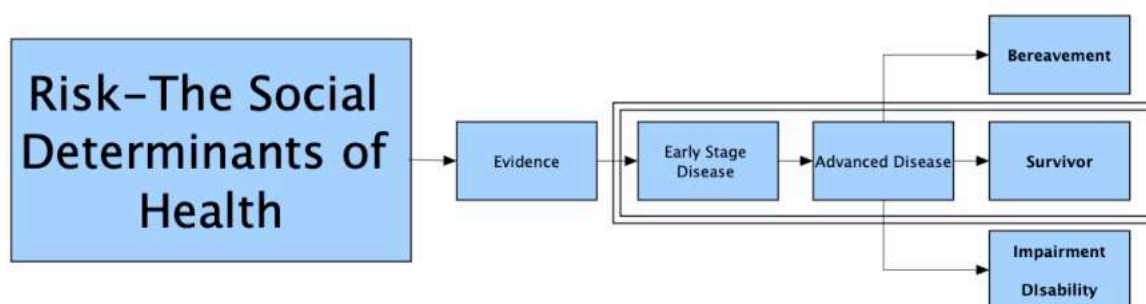 Risk–The Social
Determinants of
Health
Evidence
Early Stage
Disease
Advanced Disease
Bereavement
Survivor
Impairment
DIsability